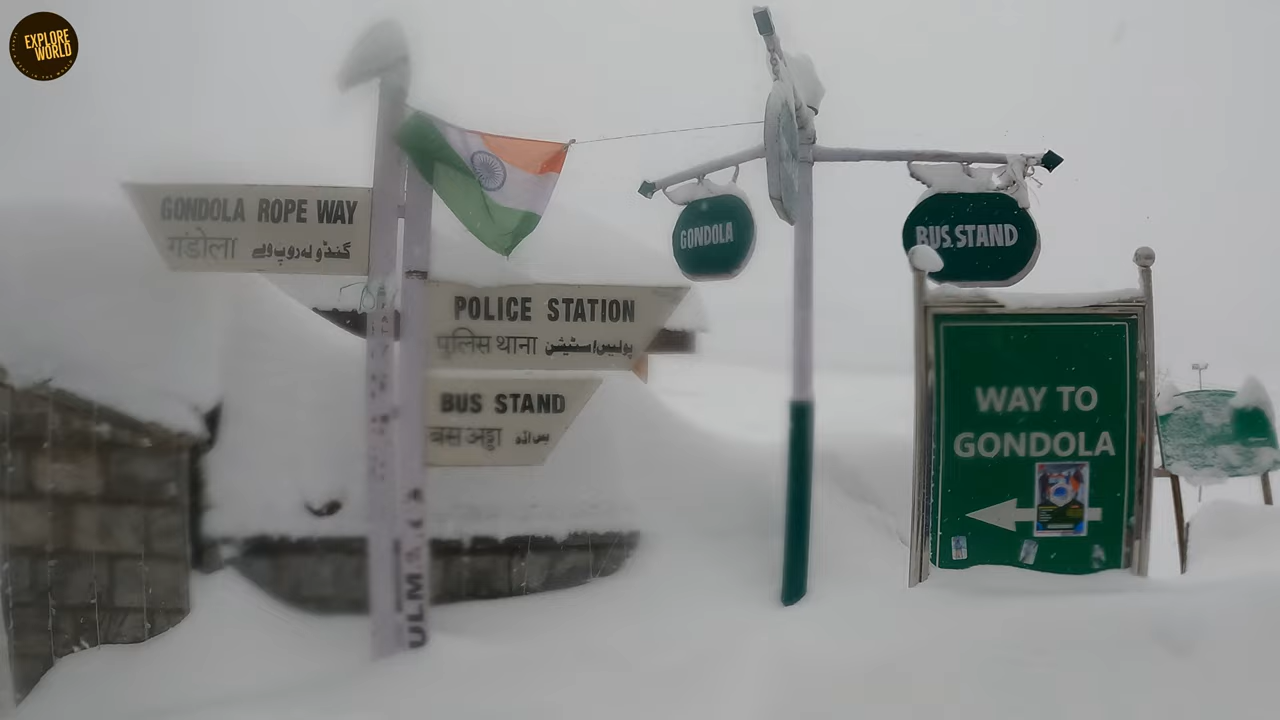 EXPLORE
WORLD
GONDOLA ROPE WAY
गंडोला گنڈولہ روپ وے
POLICE STATION
पुलिस थाना پولیس اسٹیشن
BUS STAND
बस अड्डा بس اڈہ
GONDOLA
BUS STAND
WAY TO
GONDOLA